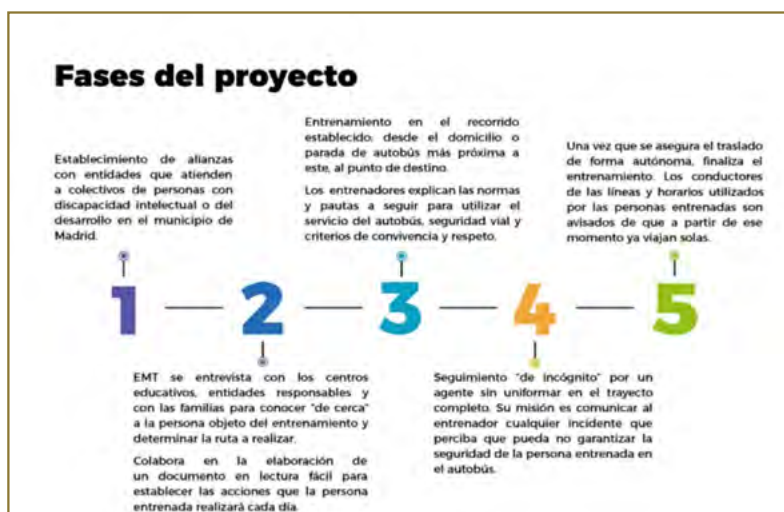 Fases del proyecto
Establecimiento de alianzas
con entidades que atienden
a colectivos de personas con
discapacidad intelectual o del
desarrollo en el municipio de
Madrid.
Entrenamiento en el recorrido
establecido: desde el domicilio o
parada de autobús más próxima a
este, al punto de destino.
Los entrenadores explican las normas
y pautas a seguir para utilizar el
servicio del autobús, seguridad vial y
criterios de convivencia y respeto.
Una vez que se asegura el traslado
de forma autónoma, finaliza el
entrenamiento. Los conductores
de las líneas y horarios utilizados
por las personas entrenadas son
avisados de que a partir de ese
momento ya viajan solas.
1
2
3
4
5
EMT se entrevista con los centros
educativos, entidades responsables y
con las familias para conocer "de cerca"
a la persona objeto del entrenamiento y
determinar la ruta a realizar.
Colabora en la elaboración de
un documento en lectura fácil para
establecer las acciones que la persona
entrenada realizará cada día.
Seguimiento "de incógnito" por un
agente sin uniformar en el trayecto
completo. Su misión es comunicar al
entrenador cualquier incidente que
perciba que pueda no garantizar la
seguridad de la persona entrenada en
el autobús.